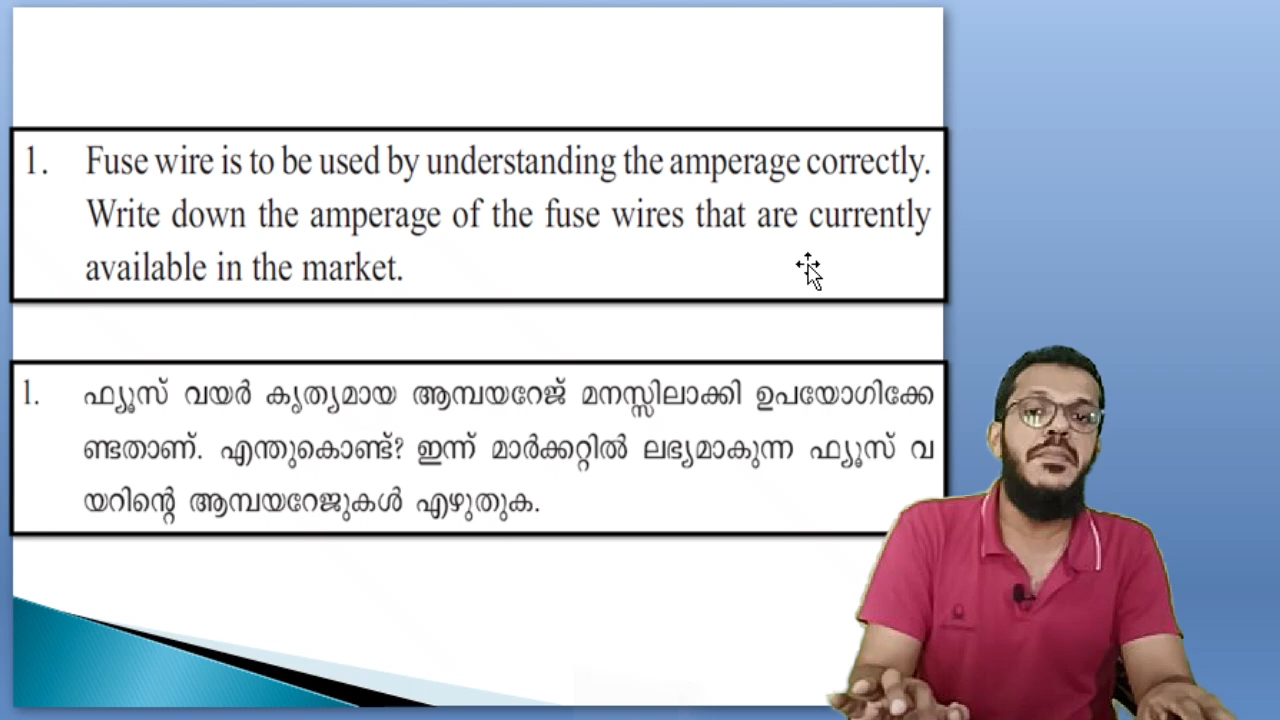 1. Fuse wire is to be used by understanding the amperage correctly.
Write down the amperage of the fuse wires that are currently
available in the market.
1. ഫ്യൂസ് വയർ കൃത്യമായ ആമ്പയറേജ് മനസ്സിലാക്കി ഉപയോഗിക്കേ
ണ്ടതാണ്. എന്തുകൊണ്ട്? ഇന്ന് മാർക്കറ്റിൽ ലഭ്യമാകുന്ന ഫ്യൂസ് വ
യറിന്റെ ആമ്പയറേജുകൾ എഴുതുക.